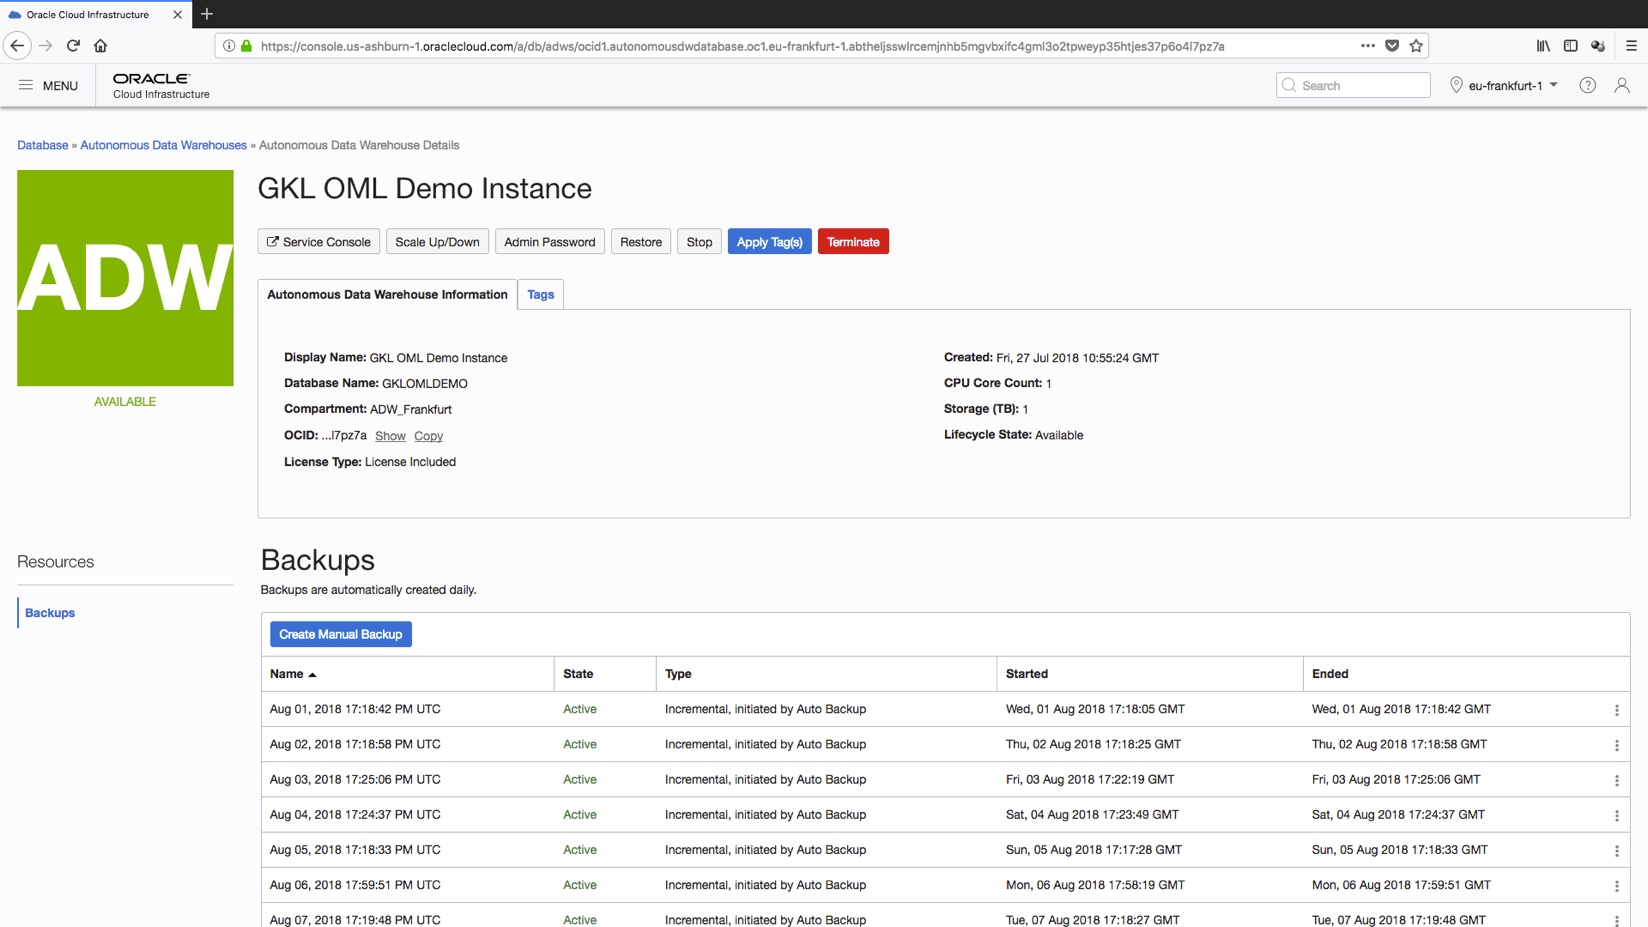 Oracle Cloud Infrastructure
https://console.us-ashburn-1.oraclecloud.com/a/db/adws/ocid1.autonomousdwdatabase.oc1.eu-frankfurt-1.abtheljsswlrcemjnhb5mgvbxifc4gml3o2tpweyp35htjes37p6o4l7pz7a
MENU
ORACLE
Cloud Infrastructure
Search
eu-frankfurt-1
Database » Autonomous Data Warehouses » Autonomous Data Warehouse Details
ADW
AVAILABLE
GKL OML Demo Instance
Service Console Scale Up/Down Admin Password Restore Stop Apply Tag(s) Terminate
Autonomous Data Warehouse Information Tags
Display Name: GKL OML Demo Instance Created: Fri, 27 Jul 2018 10:55:24 GMT
Database Name: GKLOMLDEMO CPU Core Count: 1
Compartment: ADW_Frankfurt Storage (TB): 1
OCID: ...l7pz7a Show Copy Lifecycle State: Available
License Type: License Included
Resources
Backups
Backups
Backups are automatically created daily.
Create Manual Backup
Name State Type Started Ended
Aug 01, 2018 17:18:42 PM UTC Active Incremental, initiated by Auto Backup Wed, 01 Aug 2018 17:18:05 GMT Wed, 01 Aug 2018 17:18:42 GMT
Aug 02, 2018 17:18:58 PM UTC Active Incremental, initiated by Auto Backup Thu, 02 Aug 2018 17:18:25 GMT Thu, 02 Aug 2018 17:18:58 GMT
Aug 03, 2018 17:25:06 PM UTC Active Incremental, initiated by Auto Backup Fri, 03 Aug 2018 17:22:19 GMT Fri, 03 Aug 2018 17:25:06 GMT
Aug 04, 2018 17:24:37 PM UTC Active Incremental, initiated by Auto Backup Sat, 04 Aug 2018 17:23:49 GMT Sat, 04 Aug 2018 17:24:37 GMT
Aug 05, 2018 17:18:33 PM UTC Active Incremental, initiated by Auto Backup Sun, 05 Aug 2018 17:17:28 GMT Sun, 05 Aug 2018 17:18:33 GMT
Aug 06, 2018 17:59:51 PM UTC Active Incremental, initiated by Auto Backup Mon, 06 Aug 2018 17:58:19 GMT Mon, 06 Aug 2018 17:59:51 GMT
Aug 07, 2018 17:19:48 PM UTC Active Incremental, initiated by Auto Backup Tue, 07 Aug 2018 17:18:27 GMT Tue, 07 Aug 2018 17:19:48 GMT